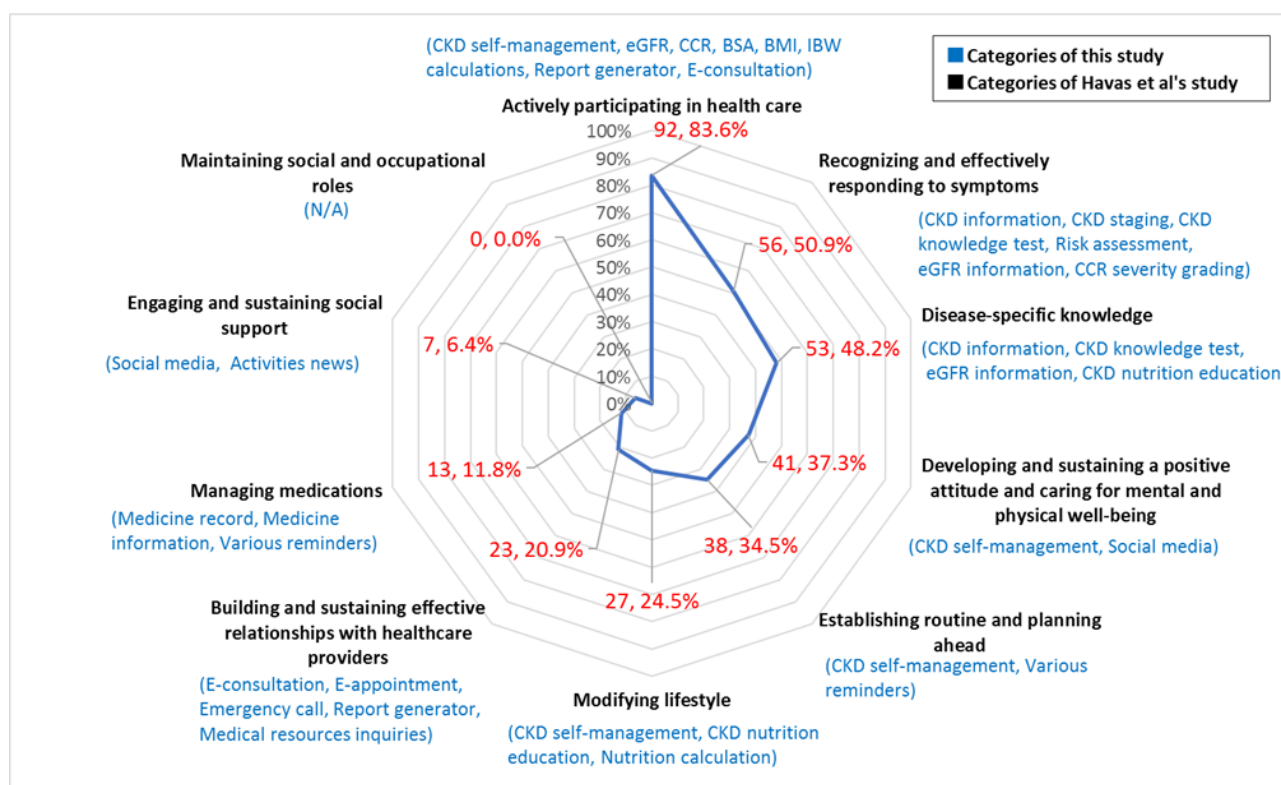 (CKD self-management, eGFR, CCR, BSA, BMI, IBW
calculations, Report generator, E-consultation)
Categories of this study
Categories of Havas et al's study
Actively participating in health care
92, 83.6%
100%
90%
80%
70%
60%
50%
40%
30%
20%
10%
0%
Recognizing and effectively
responding to symptoms
(CKD information, CKD staging, CKD
knowledge test, Risk assessment,
eGFR information, CCR severity grading)
56, 50.9%
Disease-specific knowledge
(CKD information, CKD knowledge test,
eGFR information, CKD nutrition education)
53, 48.2%
Developing and sustaining a positive
attitude and caring for mental and
physical well-being
(CKD self-management, Social media)
41, 37.3%
Establishing routine and planning
ahead
(CKD self-management, Various
reminders)
38, 34.5%
Modifying lifestyle
(CKD self-management, CKD nutrition
education, Nutrition calculation)
27, 24.5%
Building and sustaining effective
relationships with healthcare
providers
(E-consultation, E-appointment,
Emergency call, Report generator,
Medical resources inquiries)
23, 20.9%
Managing medications
(Medicine record, Medicine
information, Various reminders)
13, 11.8%
Engaging and sustaining social
support
(Social media, Activities news)
7, 6.4%
Maintaining social and occupational
roles
(N/A)
0, 0.0%